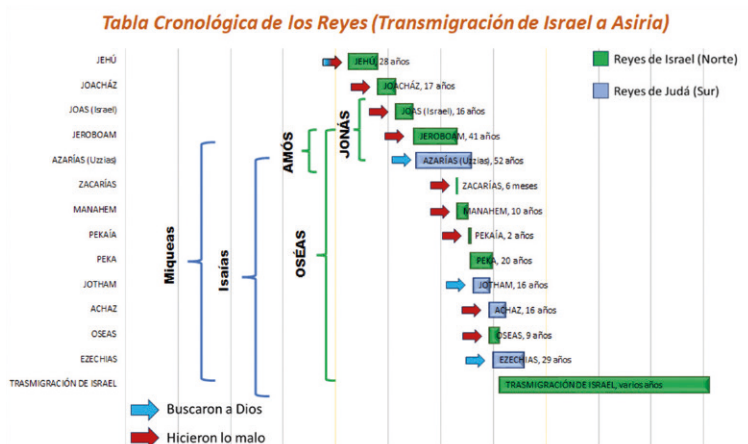 Tabla Cronológica de los Reyes (Transmigración de Israel a Asiria)
Reyes de Israel (Norte)
Reyes de Judá (Sur)
JEHÚ
JEHÚ, 28 años
JOACHÁZ
JOACHÁZ, 17 años
JOAS (Israel)
JOAS (Israel), 16 años
JEROBOAM
JEROBOAM, 41 años
AZARÍAS (Uzzias)
AZARÍAS (Uzzias), 52 años
ZACARÍAS
ZACARÍAS, 6 meses
MANAHEM
MANAHEM, 10 años
PEKAÍA
PEKAÍA, 2 años
PEKA
PEKA, 20 años
JOTHAM
JOTHAM, 16 años
ACHAZ
ACHAZ, 16 años
OSEAS
OSEAS, 9 años
EZECHIAS
EZECHIAS, 29 años
TRASMIGRACIÓN DE ISRAEL
TRASMIGRACIÓN DE ISRAEL, varios años
Miqueas
Isaías
AMÓS
OSÉAS
JONÁS
Buscaron a Dios
Hicieron lo malo